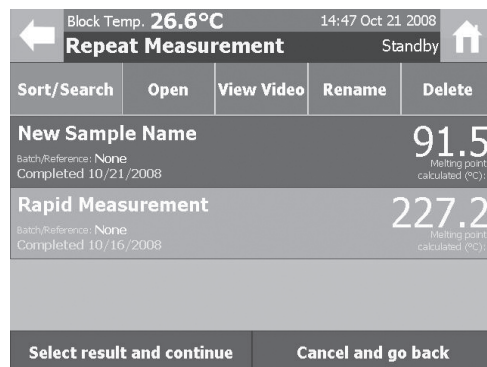 Block Temp. 26.6°C 14:47 Oct 21 2008
Repeat Measurement Standby
Sort/Search Open View Video Rename Delete
New Sample Name
91.5
Batch/Reference: None
Melting point
Completed 10/21/2008
calculated (°C):
Rapid Measurement
227.2
Batch/Reference: None
Melting point
Completed 10/16/2008
calculated (°C):
Select result and continue Cancel and go back